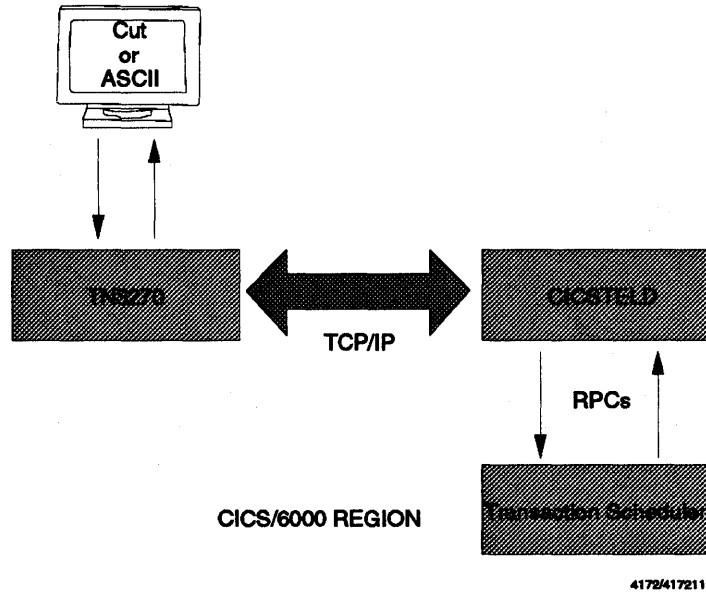 Cut
or
ASCII
TN3270
CICSTELD
TCP/IP
RPCs
CICS/6000 REGION
Transaction Scheduler
4172/417211